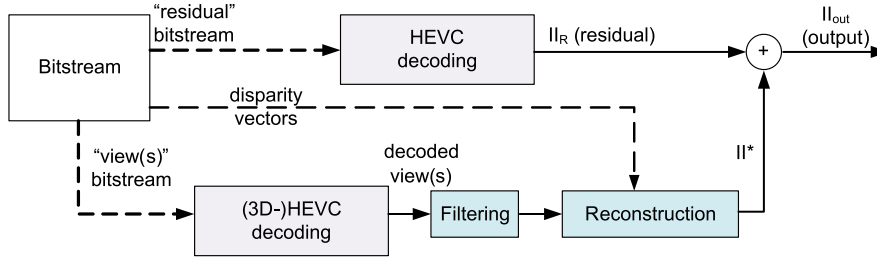 "residual"
bitstream
Bitstream
HEVC
decoding
II_R (residual)
+
II_out
(output)
disparity
vectors
"view(s)"
bitstream
(3D-)HEVC
decoding
decoded
view(s)
Filtering
Reconstruction
II*